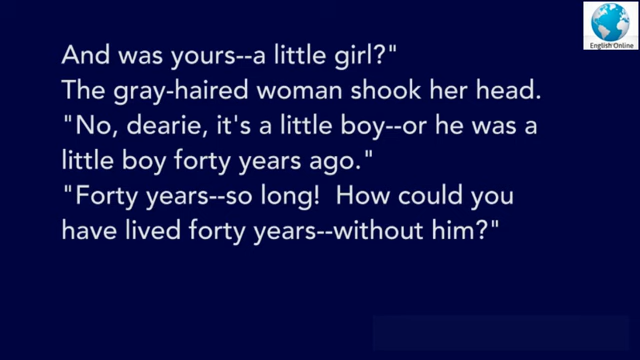 English Online
And was yours--a little girl?"
The gray-haired woman shook her head.
"No, dearie, it's a little boy--or he was a
little boy forty years ago."
"Forty years--so long!  How could you
have lived forty years--without him?"